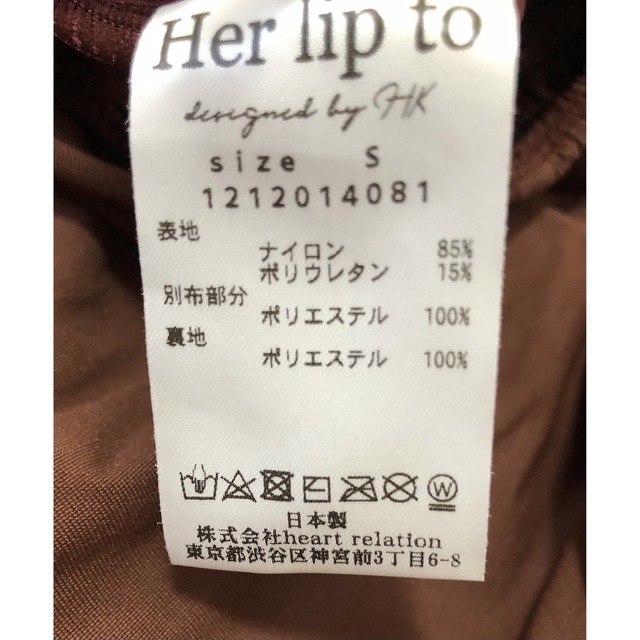 Her lip to
designed by HK
size S
1212014081
表地
ナイロン 85%
ポリウレタン 15%
別布部分
ポリエステル 100%
裏地
ポリエステル 100%
W
日本製
株式会社heart relation
東京都渋谷区神宮前3丁目6-8